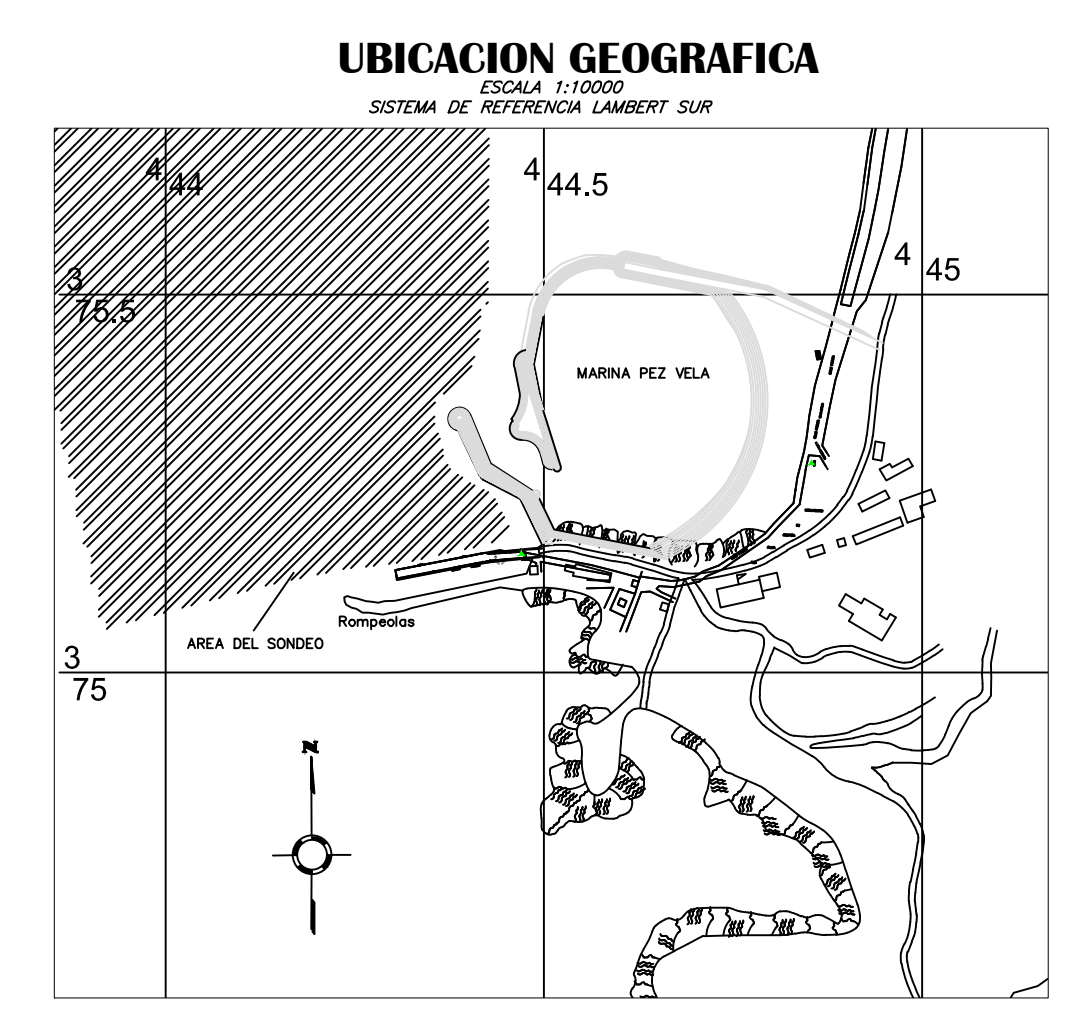 UBICACION GEOGRAFICA
ESCALA 1:10000
SISTEMA DE REFERENCIA LAMBERT SUR
4 44
4 44.5
4 45
3
75.5
MARINA PEZ VELA
Rompeolas
AREA DEL SONDEO
3
75
N